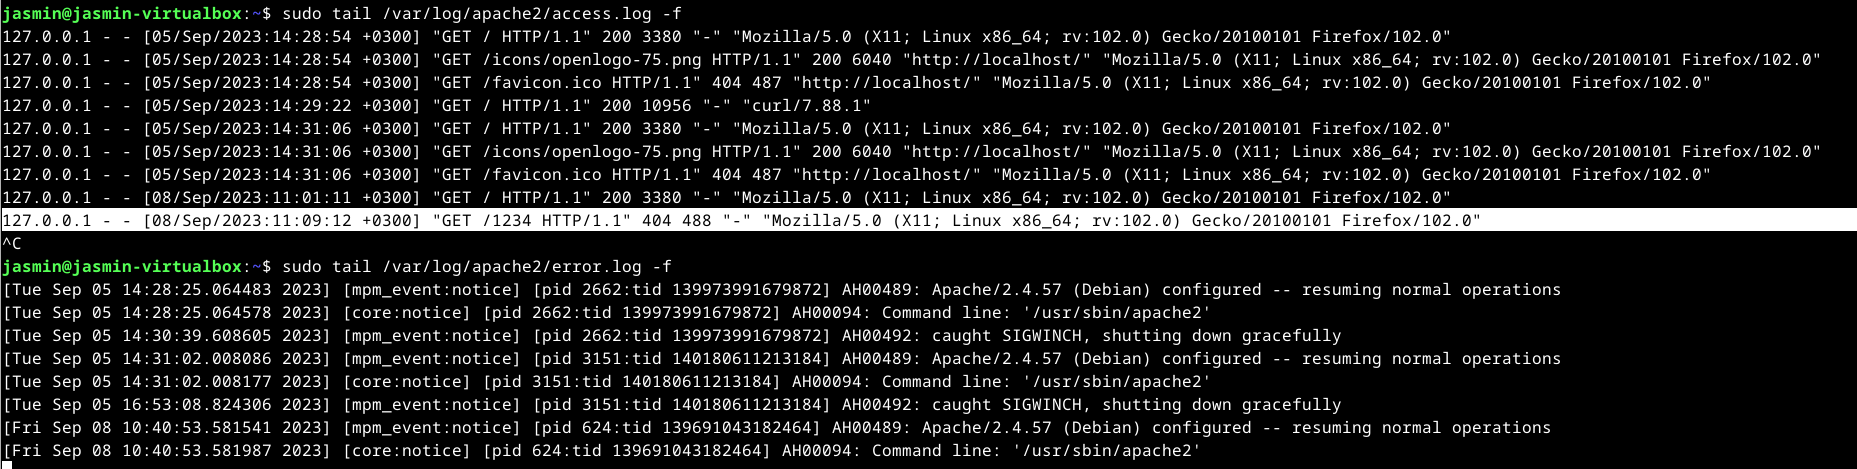 jasmin@jasmin-virtualbox:~$ sudo tail /var/log/apache2/access.log -f
127.0.0.1 - - [05/Sep/2023:14:28:54 +0300] "GET / HTTP/1.1" 200 3380 "-" "Mozilla/5.0 (X11; Linux x86_64; rv:102.0) Gecko/20100101 Firefox/102.0"
127.0.0.1 - - [05/Sep/2023:14:28:54 +0300] "GET /icons/openlogo-75.png HTTP/1.1" 200 6040 "http://localhost/" "Mozilla/5.0 (X11; Linux x86_64; rv:102.0) Gecko/20100101 Firefox/102.0"
127.0.0.1 - - [05/Sep/2023:14:28:54 +0300] "GET /favicon.ico HTTP/1.1" 404 487 "http://localhost/" "Mozilla/5.0 (X11; Linux x86_64; rv:102.0) Gecko/20100101 Firefox/102.0"
127.0.0.1 - - [05/Sep/2023:14:29:22 +0300] "GET / HTTP/1.1" 200 10956 "-" "curl/7.88.1"
127.0.0.1 - - [05/Sep/2023:14:31:06 +0300] "GET / HTTP/1.1" 200 3380 "-" "Mozilla/5.0 (X11; Linux x86_64; rv:102.0) Gecko/20100101 Firefox/102.0"
127.0.0.1 - - [05/Sep/2023:14:31:06 +0300] "GET /icons/openlogo-75.png HTTP/1.1" 200 6040 "http://localhost/" "Mozilla/5.0 (X11; Linux x86_64; rv:102.0) Gecko/20100101 Firefox/102.0"
127.0.0.1 - - [05/Sep/2023:14:31:06 +0300] "GET /favicon.ico HTTP/1.1" 404 487 "http://localhost/" "Mozilla/5.0 (X11; Linux x86_64; rv:102.0) Gecko/20100101 Firefox/102.0"
127.0.0.1 - - [08/Sep/2023:11:01:11 +0300] "GET / HTTP/1.1" 200 3380 "-" "Mozilla/5.0 (X11; Linux x86_64; rv:102.0) Gecko/20100101 Firefox/102.0"
127.0.0.1 - - [08/Sep/2023:11:09:12 +0300] "GET /1234 HTTP/1.1" 404 488 "-" "Mozilla/5.0 (X11; Linux x86_64; rv:102.0) Gecko/20100101 Firefox/102.0"
^C
jasmin@jasmin-virtualbox:~$ sudo tail /var/log/apache2/error.log -f
[Tue Sep 05 14:28:25.064483 2023] [mpm_event:notice] [pid 2662:tid 139973991679872] AH00489: Apache/2.4.57 (Debian) configured -- resuming normal operations
[Tue Sep 05 14:28:25.064578 2023] [core:notice] [pid 2662:tid 139973991679872] AH00094: Command line: '/usr/sbin/apache2'
[Tue Sep 05 14:30:39.608605 2023] [mpm_event:notice] [pid 2662:tid 139973991679872] AH00492: caught SIGWINCH, shutting down gracefully
[Tue Sep 05 14:31:02.008086 2023] [mpm_event:notice] [pid 3151:tid 140180611213184] AH00489: Apache/2.4.57 (Debian) configured -- resuming normal operations
[Tue Sep 05 14:31:02.008177 2023] [core:notice] [pid 3151:tid 140180611213184] AH00094: Command line: '/usr/sbin/apache2'
[Tue Sep 05 16:53:08.824306 2023] [mpm_event:notice] [pid 3151:tid 140180611213184] AH00492: caught SIGWINCH, shutting down gracefully
[Fri Sep 08 10:40:53.581541 2023] [mpm_event:notice] [pid 624:tid 139691043182464] AH00489: Apache/2.4.57 (Debian) configured -- resuming normal operations
[Fri Sep 08 10:40:53.581987 2023] [core:notice] [pid 624:tid 139691043182464] AH00094: Command line: '/usr/sbin/apache2'